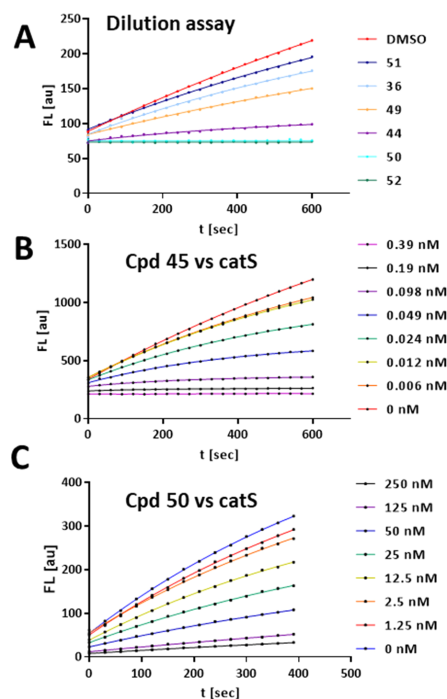 A
Dilution assay
250
200
150
100
50
0
FL [au]
0
200
400
600
t [sec]
DMSO
51
36
49
44
50
52
B
Cpd 45 vs catS
1500
1000
500
0
FL [au]
0
200
400
600
t [sec]
0.39 nM
0.19 nM
0.098 nM
0.049 nM
0.024 nM
0.012 nM
0.006 nM
0 nM
C
Cpd 50 vs catS
400
300
200
100
0
FL [au]
0
100
200
300
400
500
t [sec]
250 nM
125 nM
50 nM
25 nM
12.5 nM
2.5 nM
1.25 nM
0 nM